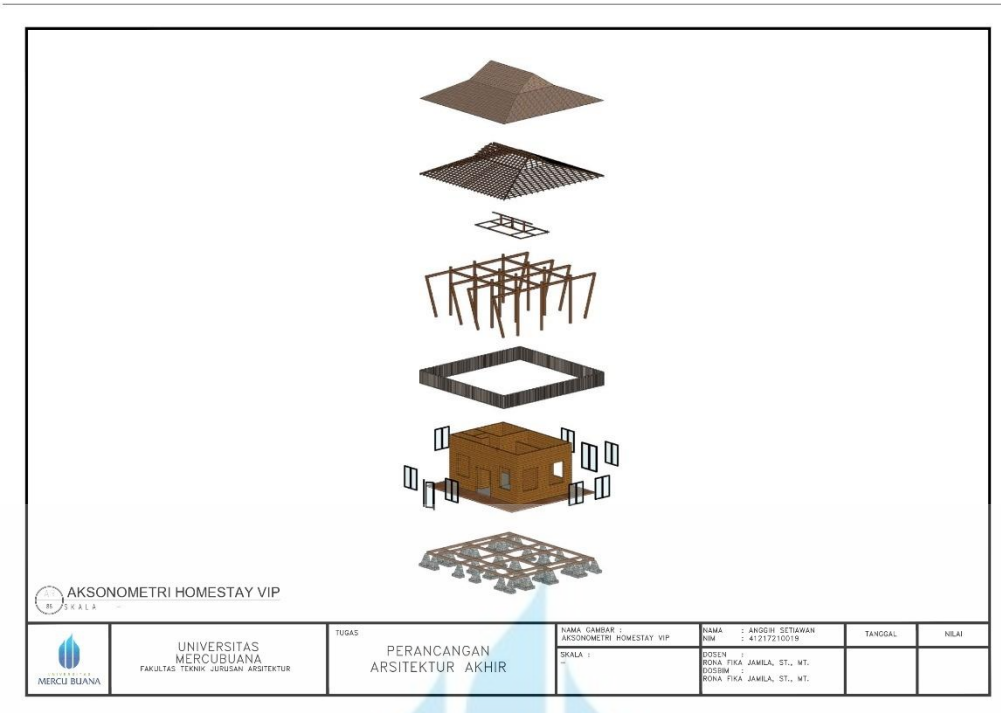 AKSONOMETRI HOMESTAY VIP
SKALA
MERCU BUANA
UNIVERSITAS
MERCUBUANA
FAKULTAS TEKNIK JURUSAN ARSITEKTUR
TUGAS
PERANCANGAN
ARSITEKTUR AKHIR
NAMA GAMBAR :
AKSONOMETRI HOMESTAY VIP
SKALA :
NAMA : ANGGIH SETIAWAN
NIM : 41217210019
DOSEN :
RONA FIKA JAMILA, ST., MT.
DOSBIM :
RONA FIKA JAMILA, ST., MT.
TANGGAL
NILAI